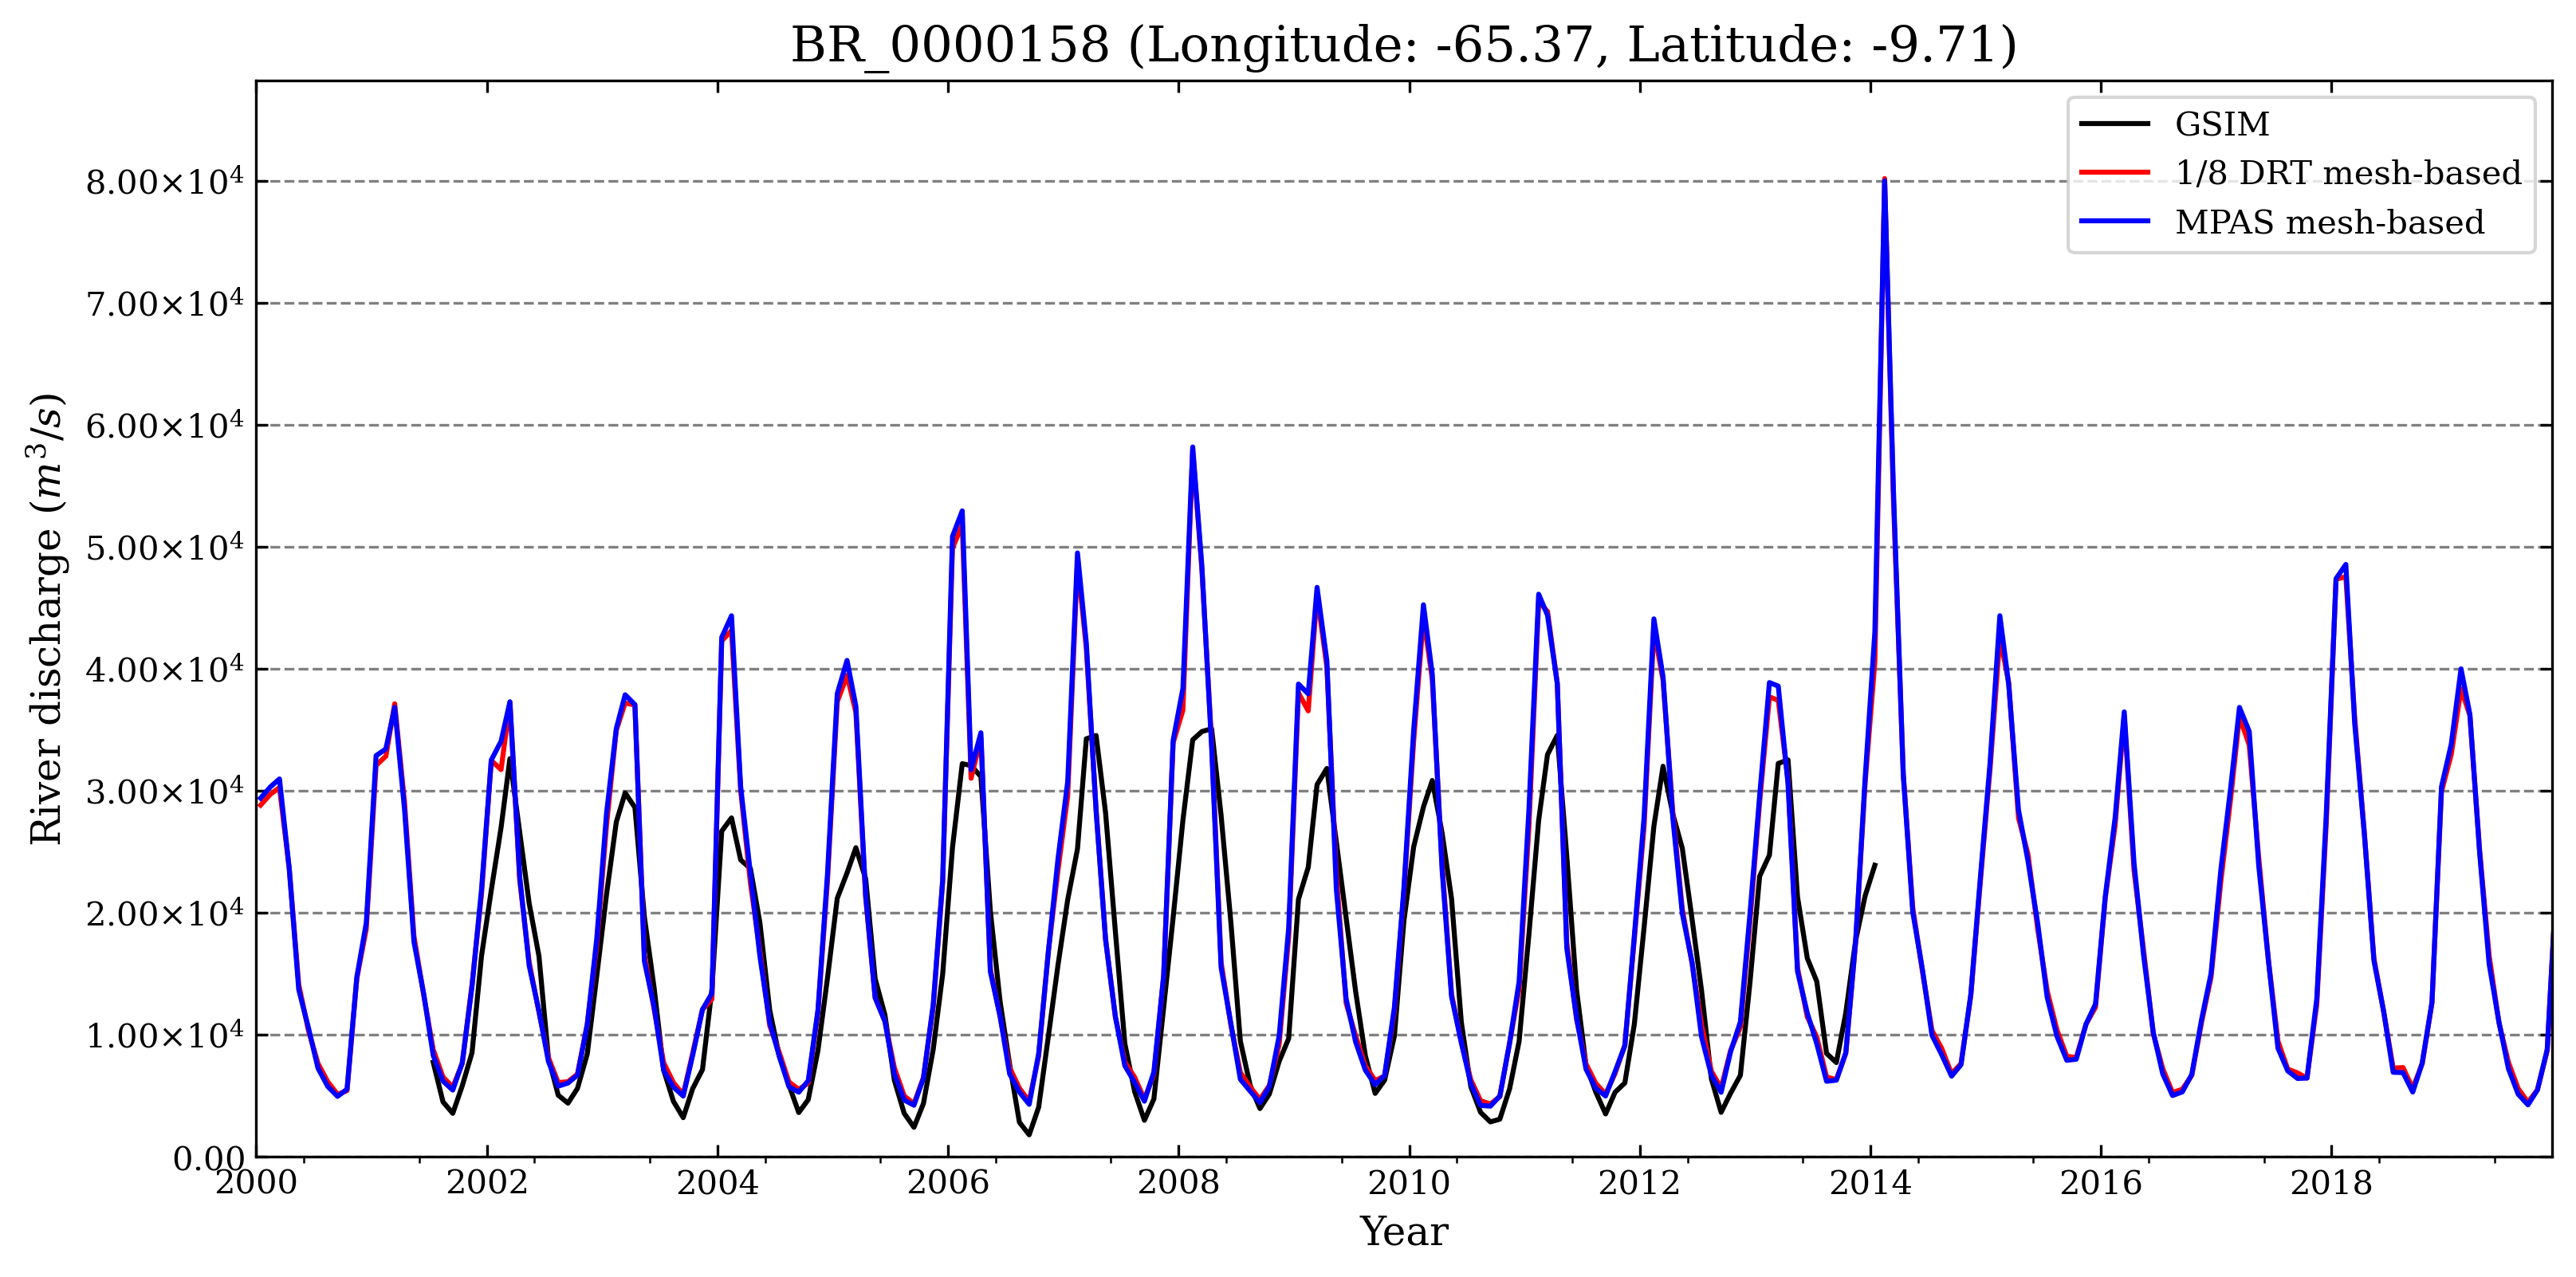 BR_0000158 (Longitude: -65.37, Latitude: -9.71)
GSIM
1/8 DRT mesh-based
MPAS mesh-based
River discharge (m³/s)
8.00×10⁴
7.00×10⁴
6.00×10⁴
5.00×10⁴
4.00×10⁴
3.00×10⁴
2.00×10⁴
1.00×10⁴
0.00
2000 2002 2004 2006 2008 2010 2012 2014 2016 2018
Year